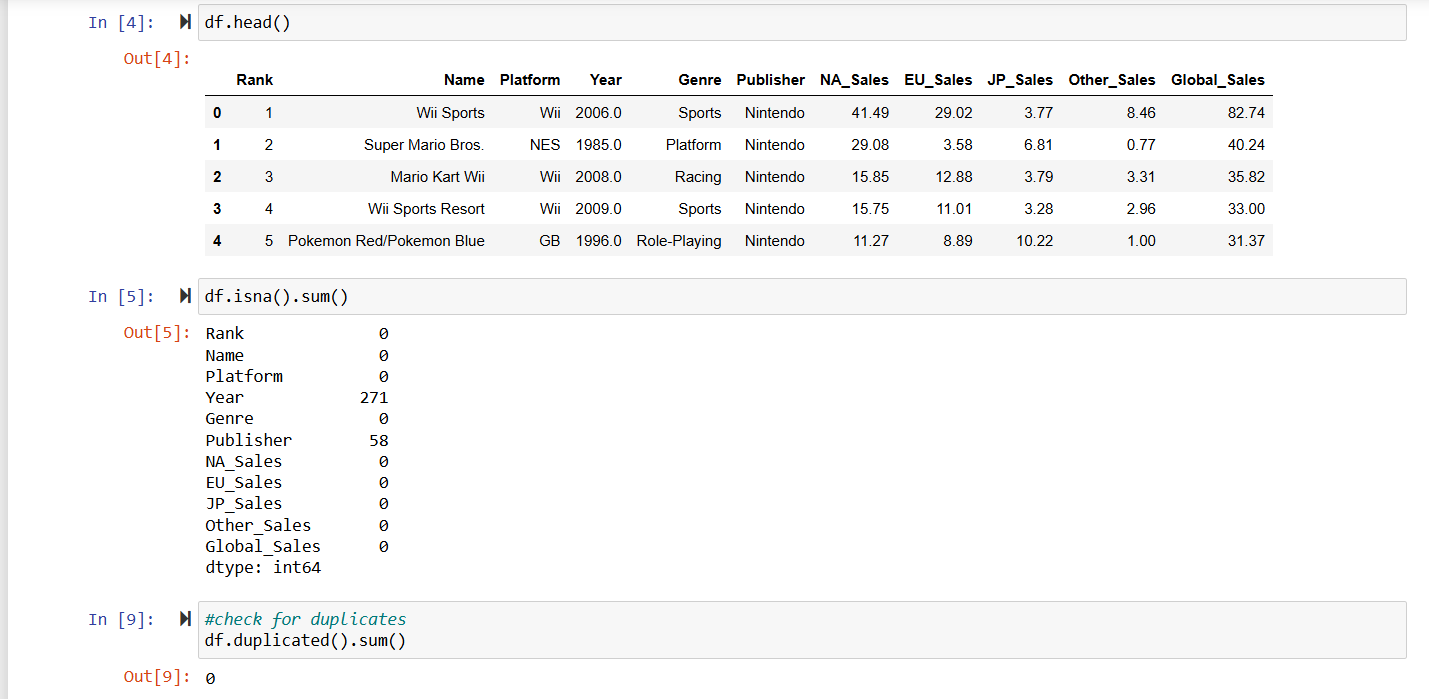 In [4]: df.head()
Out[4]:
Rank Name Platform Year Genre Publisher NA_Sales EU_Sales JP_Sales Other_Sales Global_Sales
0 1 Wii Sports Wii 2006.0 Sports Nintendo 41.49 29.02 3.77 8.46 82.74
1 2 Super Mario Bros. NES 1985.0 Platform Nintendo 29.08 3.58 6.81 0.77 40.24
2 3 Mario Kart Wii Wii 2008.0 Racing Nintendo 15.85 12.88 3.79 3.31 35.82
3 4 Wii Sports Resort Wii 2009.0 Sports Nintendo 15.75 11.01 3.28 2.96 33.00
4 5 Pokemon Red/Pokemon Blue GB 1996.0 Role-Playing Nintendo 11.27 8.89 10.22 1.00 31.37
In [5]: df.isna().sum()
Out[5]: Rank 0
Name 0
Platform 0
Year 271
Genre 0
Publisher 58
NA_Sales 0
EU_Sales 0
JP_Sales 0
Other_Sales 0
Global_Sales 0
dtype: int64
In [9]: #check for duplicates
df.duplicated().sum()
Out[9]: 0